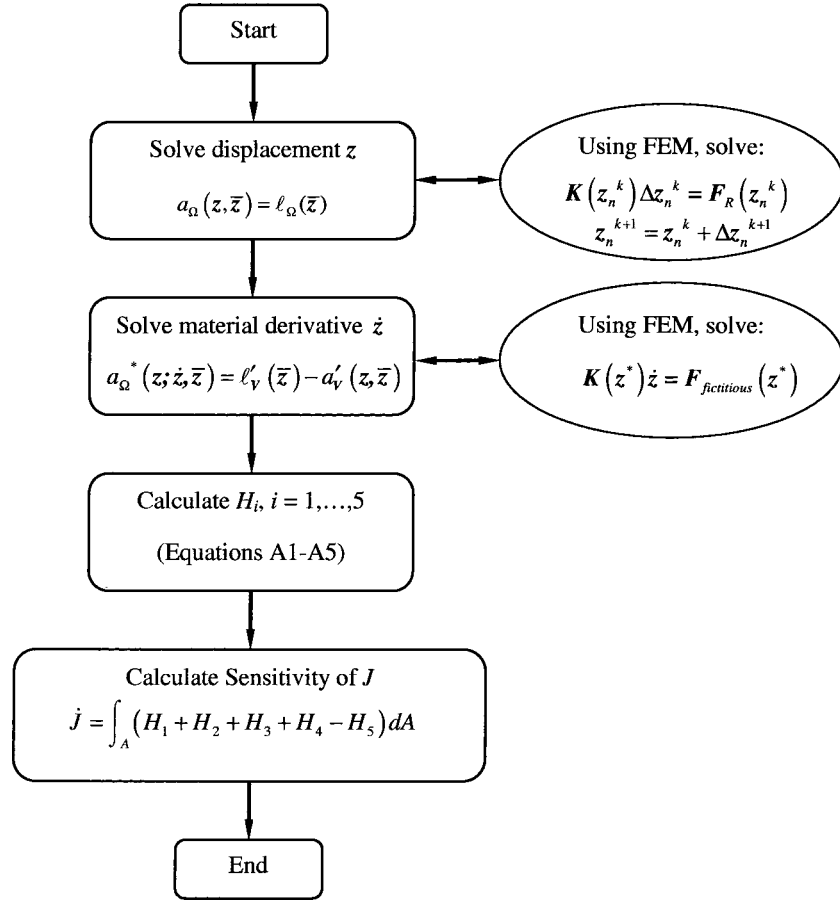 Start
Solve displacement z
a_Ω(z, z̄) = ℓ_Ω(z̄)
Using FEM, solve:
K(z_n^k)Δz_n^k = F_R(z_n^k)
z_n^{k+1} = z_n^k + Δz_n^{k+1}
Solve material derivative ż
a_Ω^*(z; ż, z̄) = ℓ′_V(z̄) − a′_V(z, z̄)
Using FEM, solve:
K(z^*)ż = F_{fictitious}(z^*)
Calculate H_i, i = 1,…,5
(Equations A1-A5)
Calculate Sensitivity of J
J̇ = ∫_A (H_1 + H_2 + H_3 + H_4 − H_5)dA
End